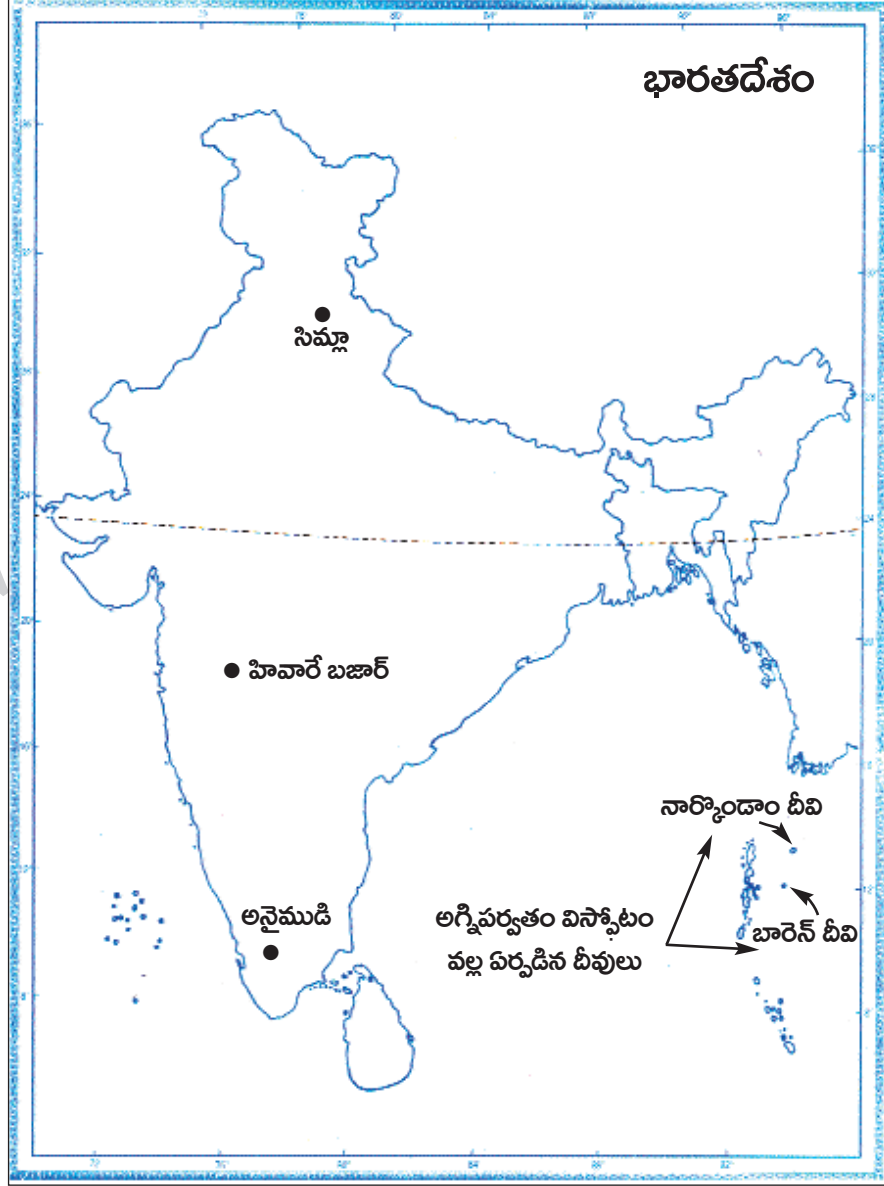 భారతదేశం
సిమ్లా
హివారే బజార్
నార్కొండాం దీవి
అనైముడి
అగ్నిపర్వతం విస్ఫోటం
వల్ల ఏర్పడిన దీవులు
బారెన్ దీవి